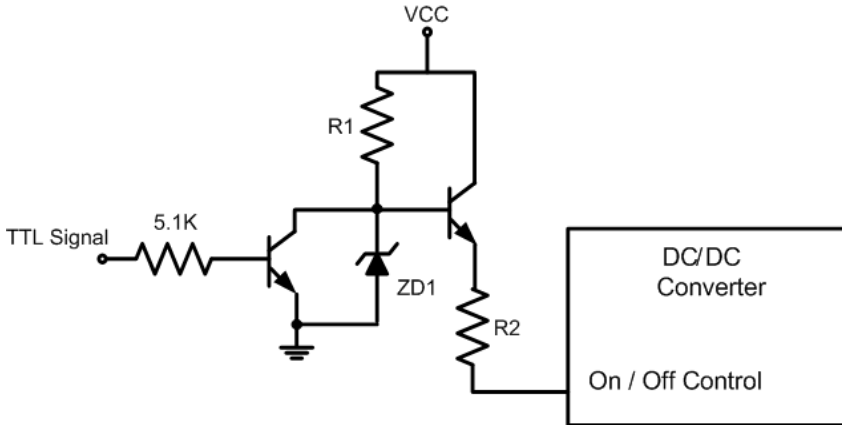 VCC
R1
5.1K
TTL Signal
ZD1
R2
DC/DC
Converter
On / Off Control